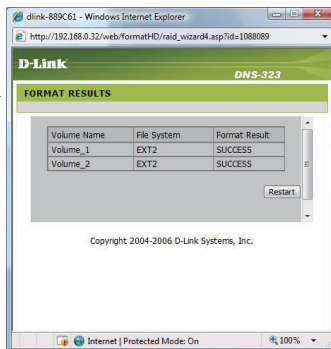 dlink-889C61 - Windows Internet Explorer
http://192.168.0.32/web/formatHD/raid_wizard4.asp?id=1088089
D-Link
DNS-323
FORMAT RESULTS
Volume Name File System Format Result
Volume_1 EXT2 SUCCESS
Volume_2 EXT2 SUCCESS
Restart
Copyright 2004-2006 D-Link Systems, Inc.
Internet | Protected Mode: On 100%